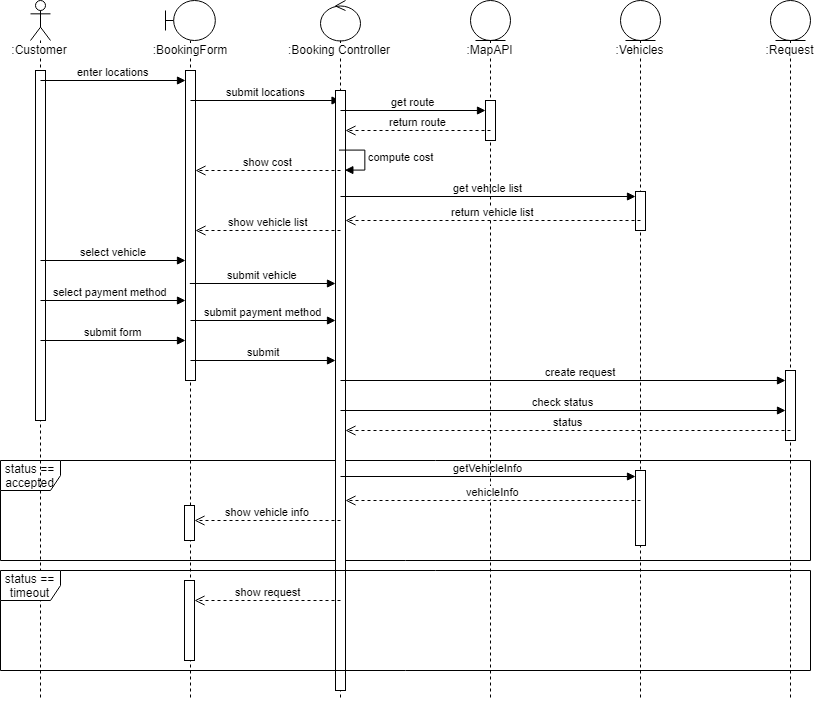 :Customer
:BookingForm
:Booking Controller
:MapAPI
:Vehicles
:Request
enter locations
submit locations
get route
return route
compute cost
show cost
get vehicle list
return vehicle list
show vehicle list
select vehicle
submit vehicle
select payment method
submit payment method
submit form
submit
create request
check status
status
status ==
accepted
getVehicleInfo
vehicleInfo
show vehicle info
status ==
timeout
show request